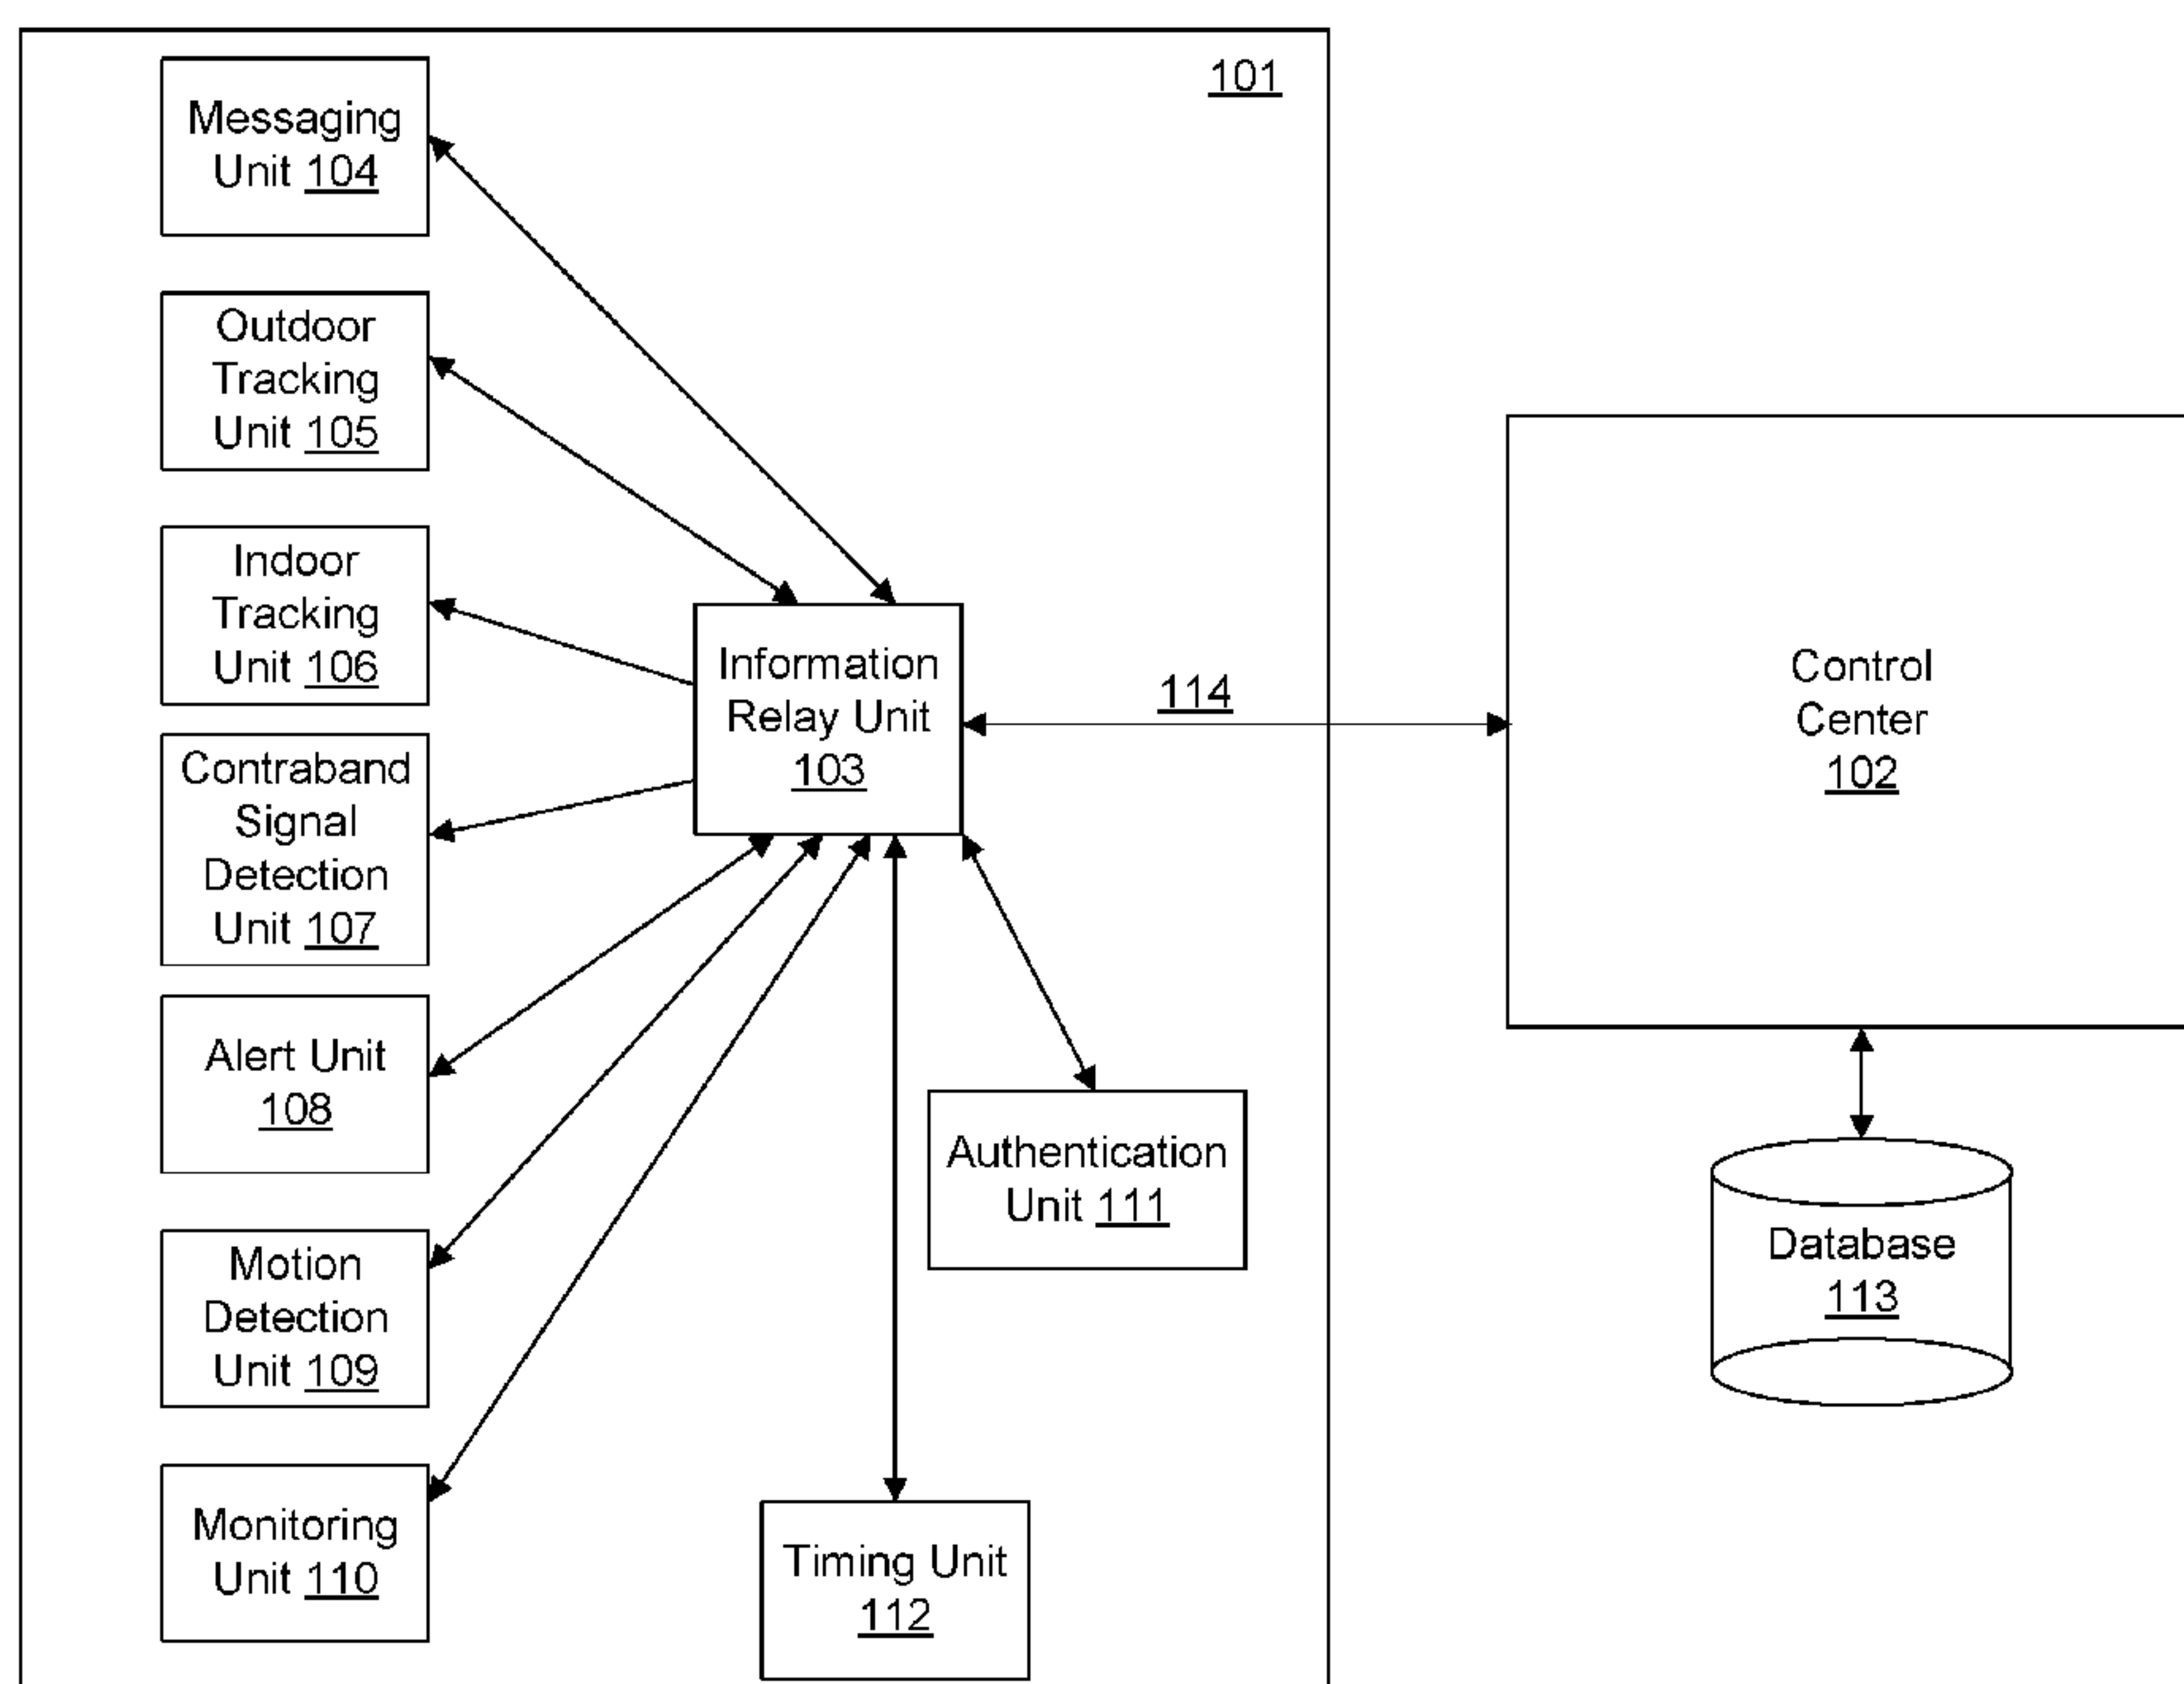 101
Messaging
Unit 104
Outdoor
Tracking
Unit 105
Indoor
Tracking
Unit 106
Contraband
Signal
Detection
Unit 107
Alert Unit
108
Motion
Detection
Unit 109
Monitoring
Unit 110
Information
Relay Unit
103
114
Authentication
Unit 111
Timing Unit
112
Control
Center
102
Database
113